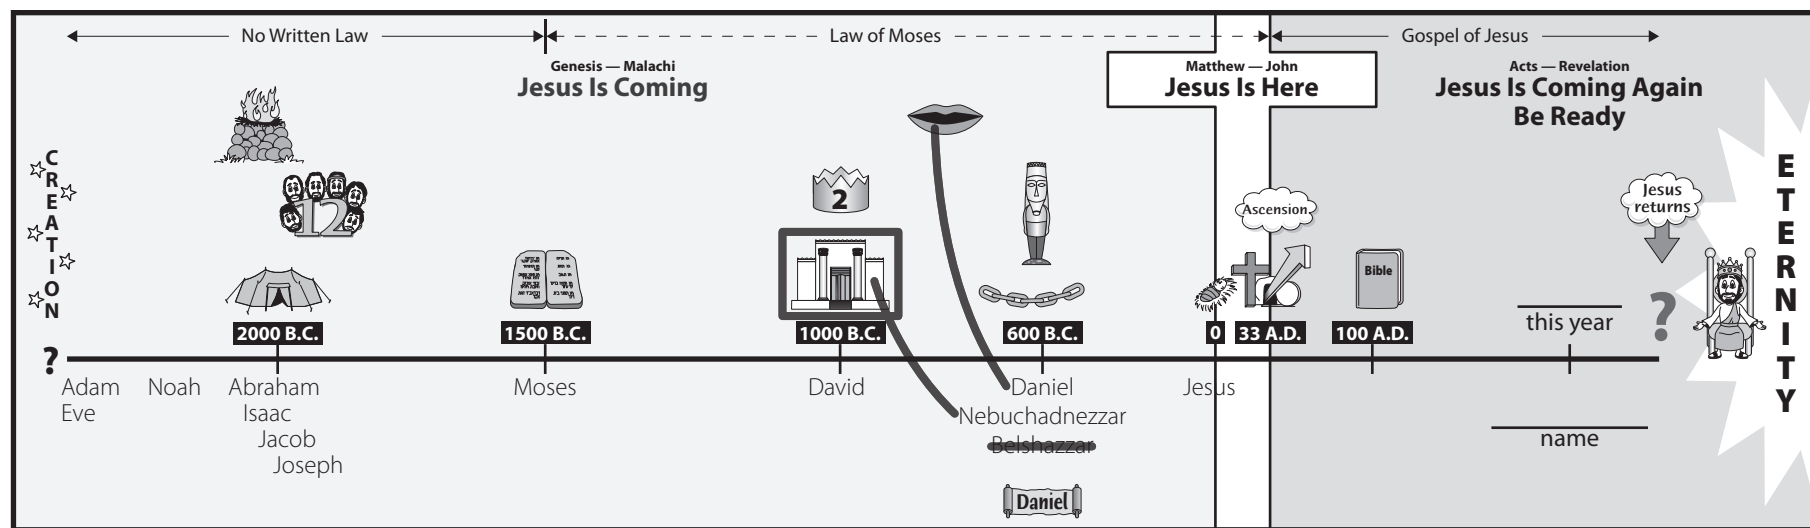 No Written Law
Law of Moses
Gospel of Jesus
Genesis — Malachi
Jesus Is Coming
Matthew — John
Jesus Is Here
Acts — Revelation
Jesus Is Coming Again
Be Ready
CREATION
12
2
Ascension
Bible
Jesus
returns
ETERNITY
2000 B.C.
1500 B.C.
1000 B.C.
600 B.C.
0
33 A.D.
100 A.D.
this year
?
?
Adam
Eve
Noah
Abraham
Isaac
Jacob
Joseph
Moses
David
Daniel
Nebuchadnezzar
Belshazzar
Daniel
Jesus
name